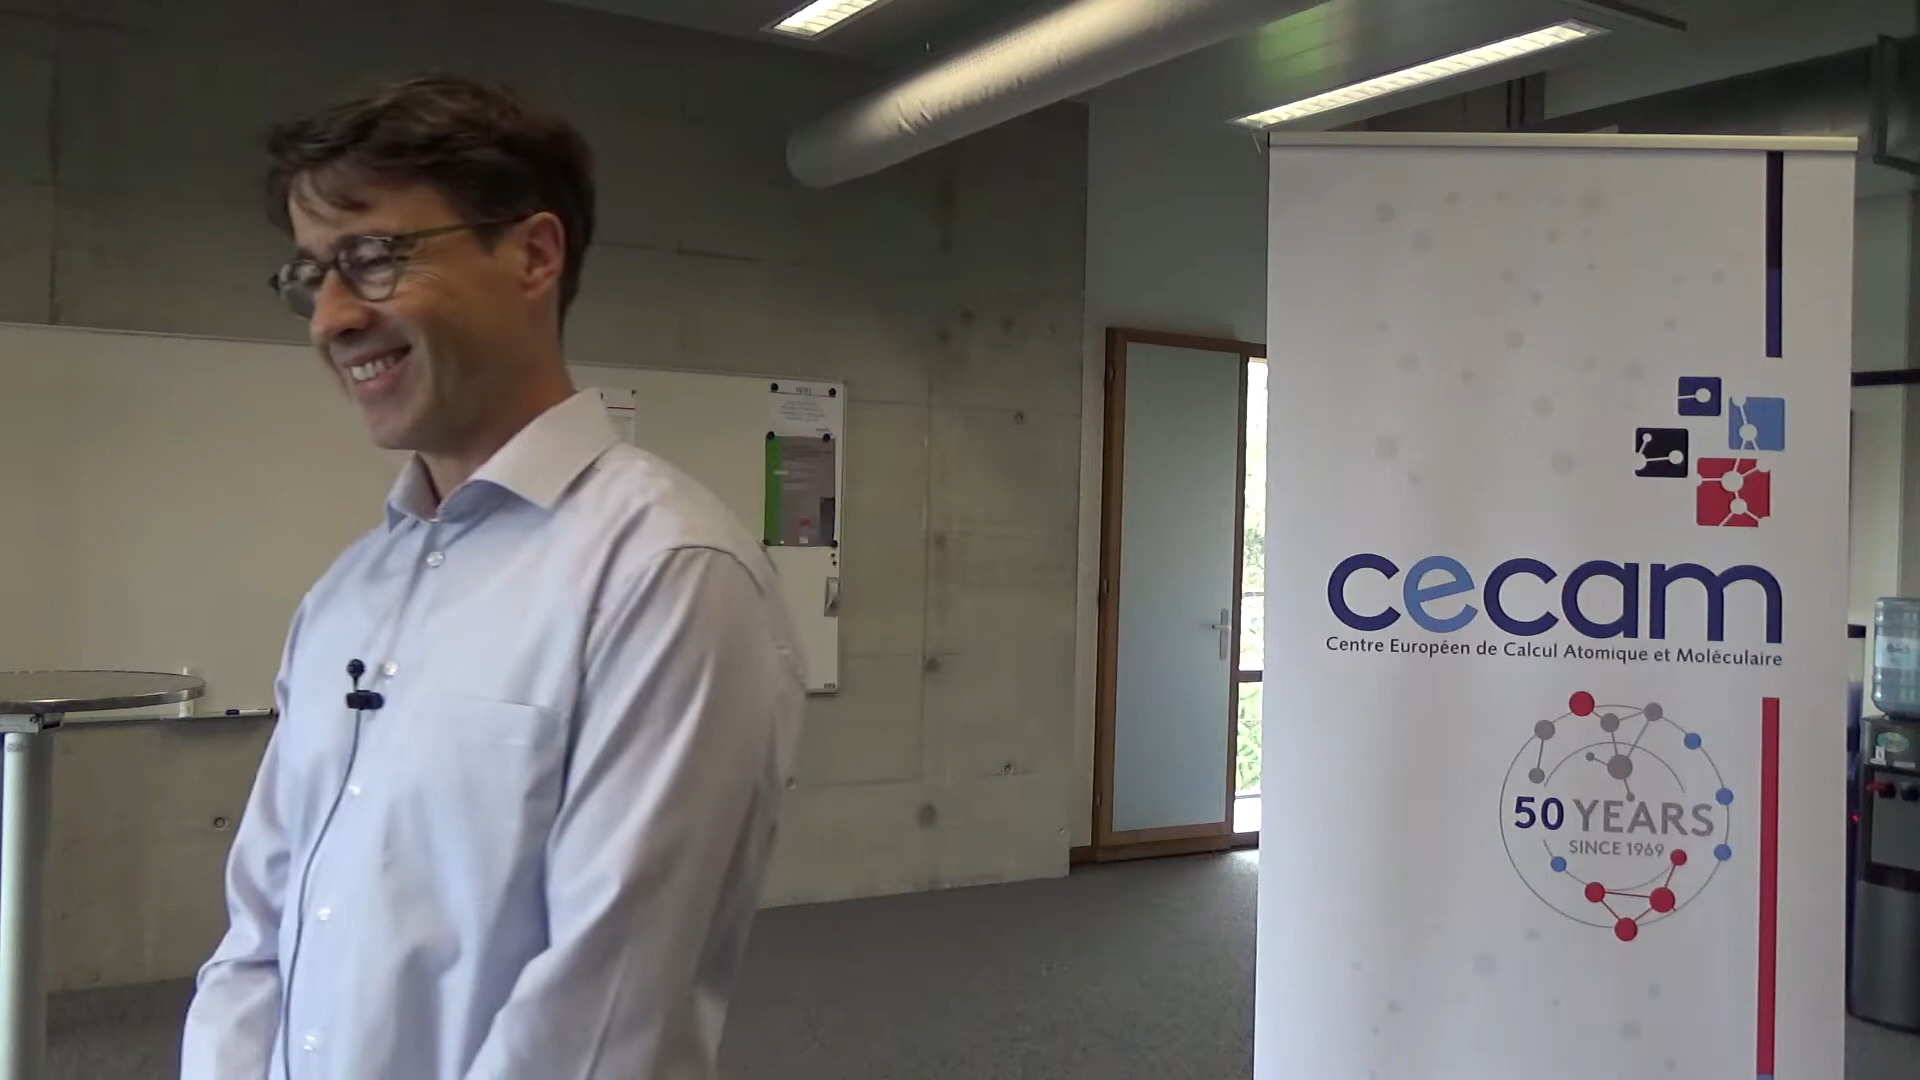 cecam
Centre Européen de Calcul Atomique et Moléculaire
50 YEARS
SINCE 1969